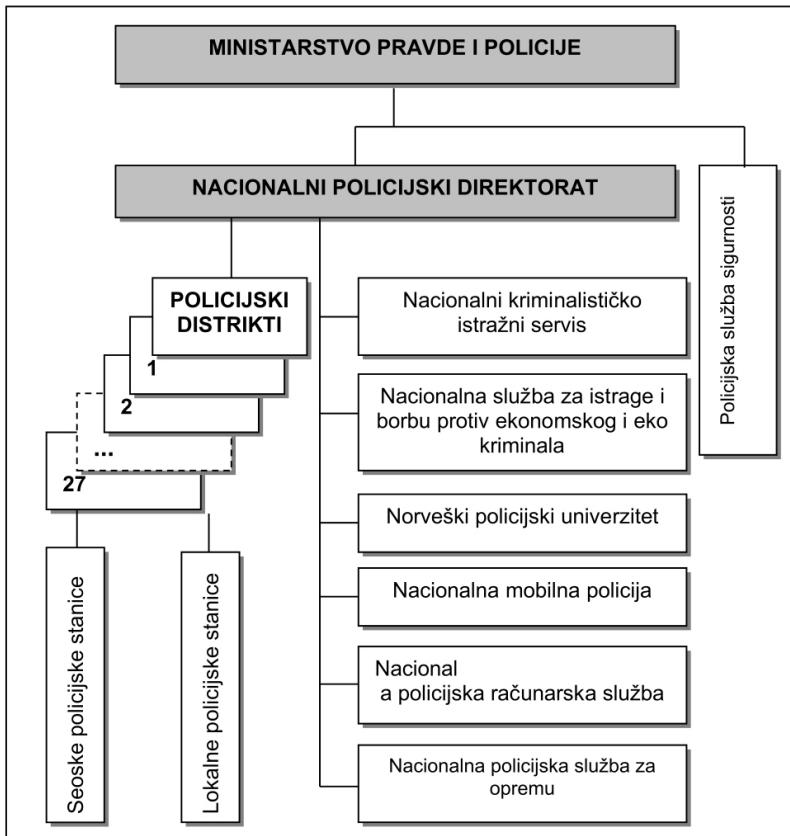 MINISTARSTVO PRAVDE I POLICIJE
NACIONALNI POLICIJSKI DIREKTORAT
Policijska služba sigurnosti
POLICIJSKI
DISTRIKTI
1
2
...
27
Seoske policijske stanice
Lokalne policijske stanice
Nacionalni kriminalističko
istražni servis
Nacionalna služba za istrage i
borbu protiv ekonomskog i eko
kriminala
Norveški policijski univerzitet
Nacionalna mobilna policija
Nacional
a policijska računarska služba
Nacionalna policijska služba za
opremu